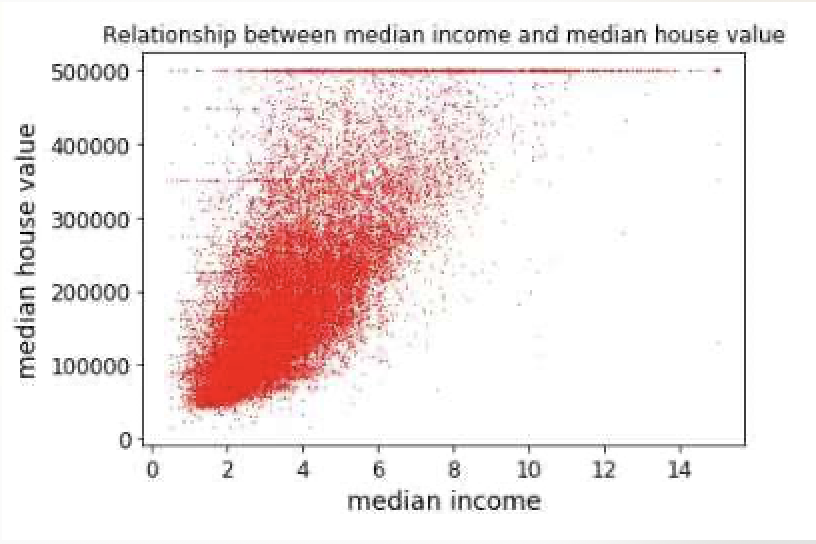 Relationship between median income and median house value
500000
400000
300000
200000
100000
0
median house value
0 2 4 6 8 10 12 14
median income